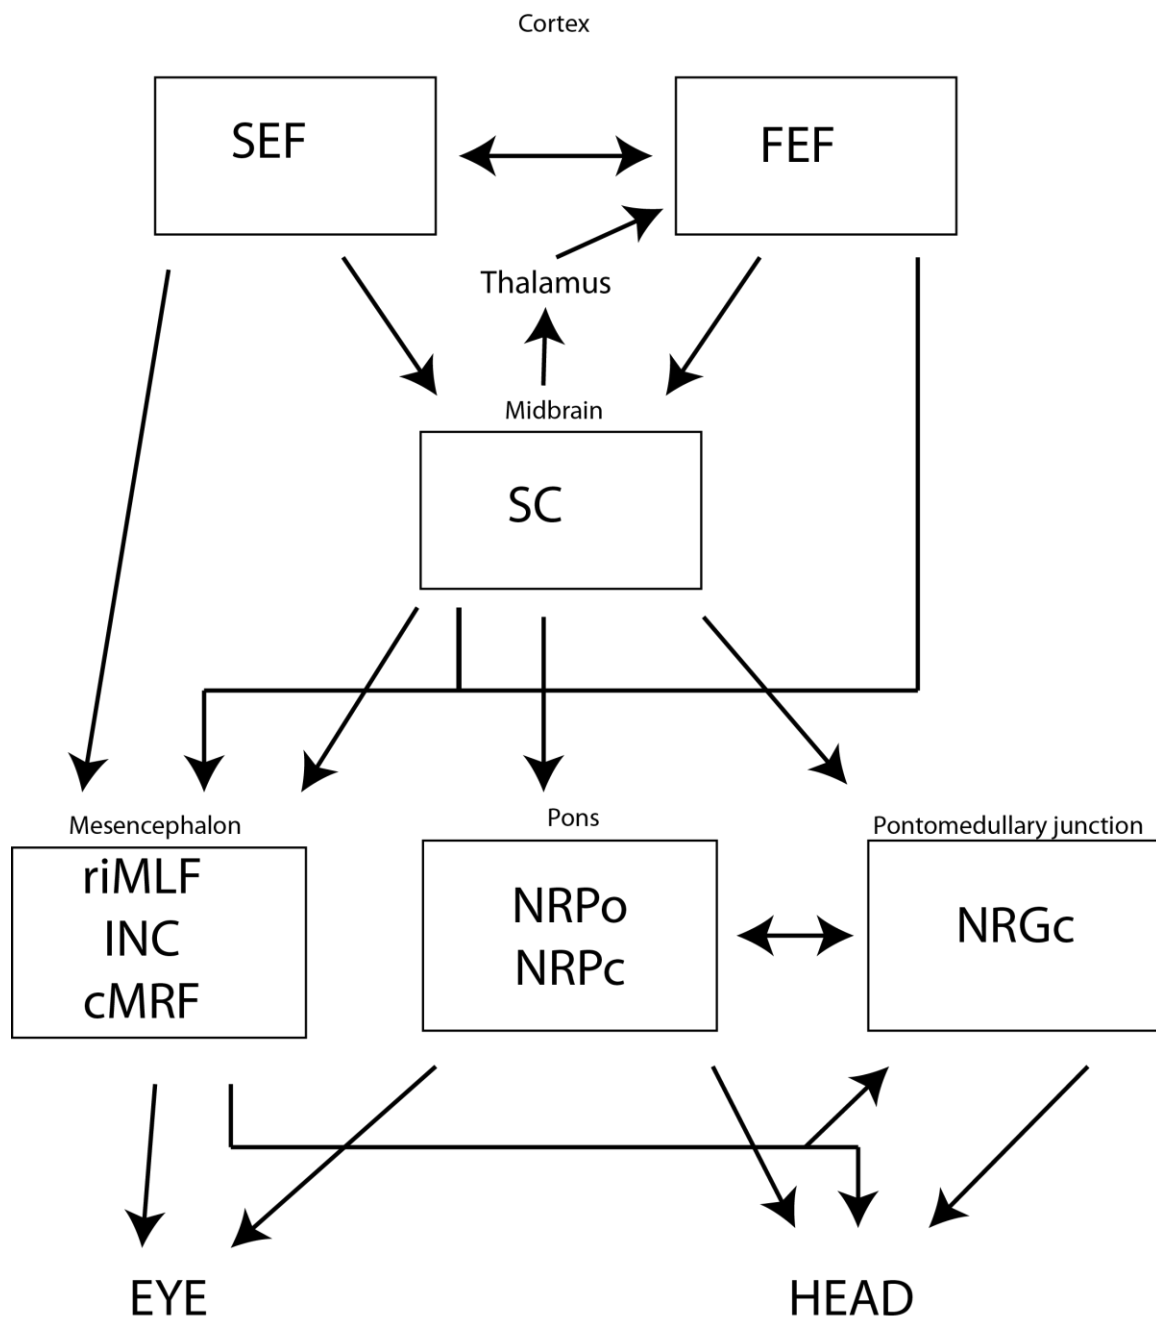 Cortex
SEF
FEF
Thalamus
Midbrain
SC
Mesencephalon
Pons
Pontomedullary junction
riMLF
INC
cMRF
NRPo
NRPc
NRGc
EYE
HEAD